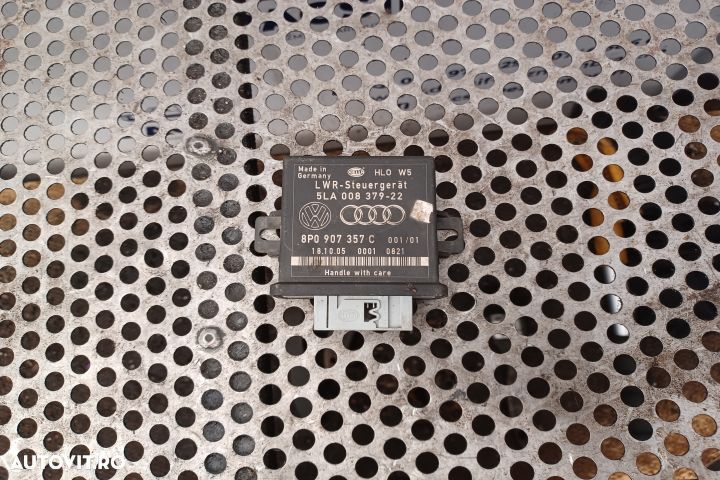 Made in
Germany
HLO W5
LWR-Steuergerät
5LA 008 379-22
8P0 907 357 C 001/01
18.10.05 0001 0821
Handle with care
AUTOVIT.RO